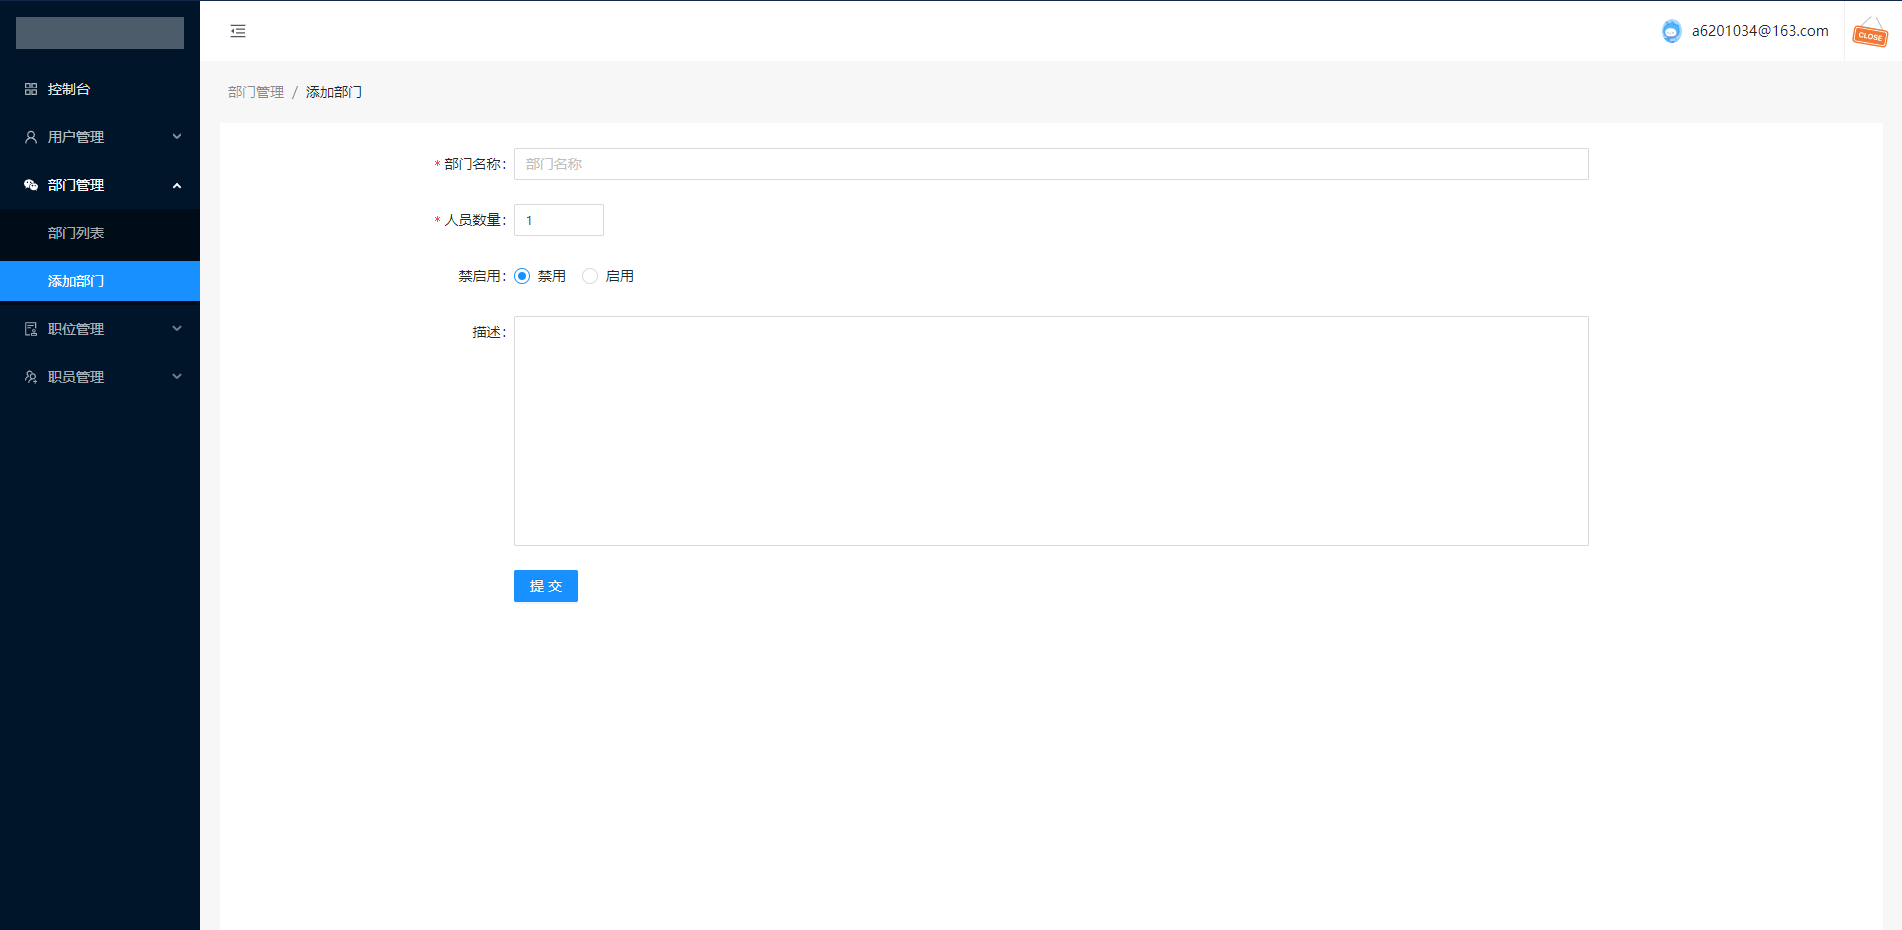 控制台
用户管理
部门管理
部门列表
添加部门
职位管理
职员管理
a6201034@163.com
CLOSE
部门管理 / 添加部门
* 部门名称: 部门名称
* 人员数量: 1
禁启用: 禁用 启用
描述:
提 交